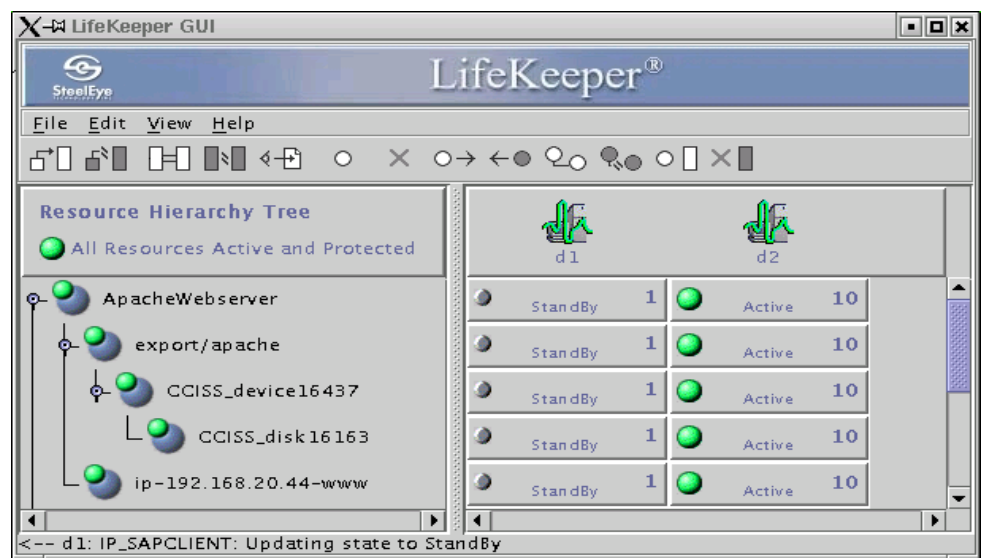 LifeKeeper GUI
SteelEye
LifeKeeper®
File Edit View Help
Resource Hierarchy Tree
All Resources Active and Protected
d1
d2
ApacheWebserver
StandBy 1
Active 10
export/apache
StandBy 1
Active 10
CCISS_device16437
StandBy 1
Active 10
CCISS_disk16163
StandBy 1
Active 10
ip-192.168.20.44-www
StandBy 1
Active 10
<-- d1: IP_SAPCLIENT: Updating state to StandBy